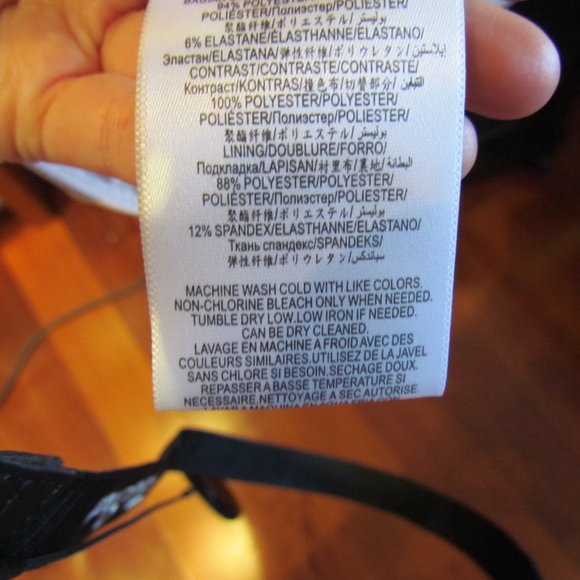 94% POLYESTER/POLYESTER/
POLIÉSTER/Полиэстер/POLIESTER/
聚酯纤维/ポリエステル/بوليستر/
6% ELASTANE/ÉLASTHANNE/ELASTANO/
Эластан/ELASTANA/弹性纤维/ポリウレタン/إيلاستين/
CONTRAST/CONTRASTE/CONTRASTE/
Контраст/KONTRAS/撞色布/切替部分/التباين/
100% POLYESTER/POLYESTER/
POLIÉSTER/Полиэстер/POLIESTER/
聚酯纤维/ポリエステル/بوليستر/
LINING/DOUBLURE/FORRO/
Подкладка/LAPISAN/衬里布/裏地/البطانة/
88% POLYESTER/POLYESTER/
POLIÉSTER/Полиэстер/POLIESTER/
聚酯纤维/ポリエステル/بوليستر/
12% SPANDEX/ELASTHANNE/ELASTANO/
Ткань спандекс/SPANDEKS/
弹性纤维/ポリウレタン/سباندكس/
MACHINE WASH COLD WITH LIKE COLORS.
NON-CHLORINE BLEACH ONLY WHEN NEEDED.
TUMBLE DRY LOW.LOW IRON IF NEEDED.
CAN BE DRY CLEANED.
LAVAGE EN MACHINE A FROID AVEC DES
COULEURS SIMILAIRES.UTILISEZ DE LA JAVEL
SANS CHLORE SI BESOIN.SECHAGE DOUX.
REPASSER A BASSE TEMPERATURE SI
NECESSAIRE.NETTOYAGE A SEC AUTORISE.